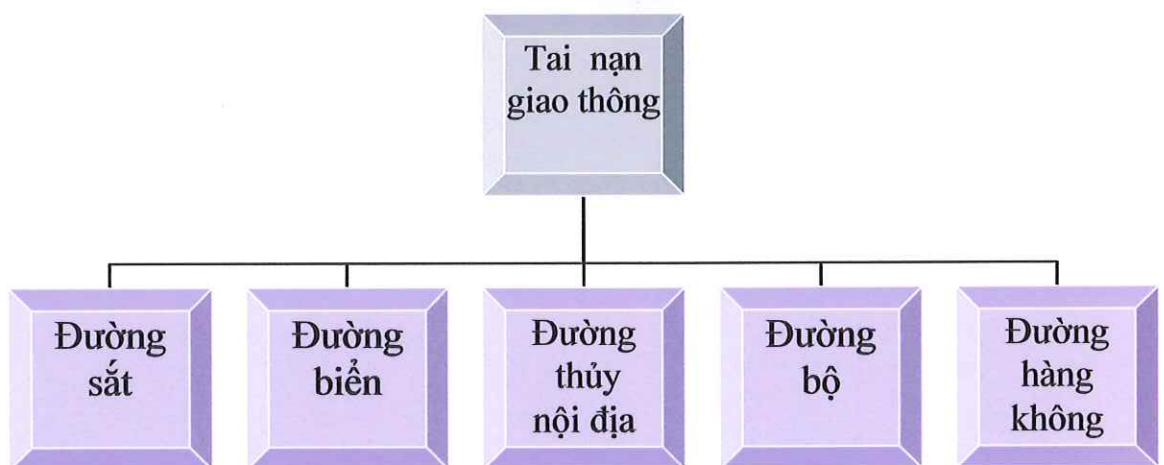 Tai nạn
giao thông
Đường
sắt
Đường
biển
Đường
thủy
nội địa
Đường
bộ
Đường
hàng
không